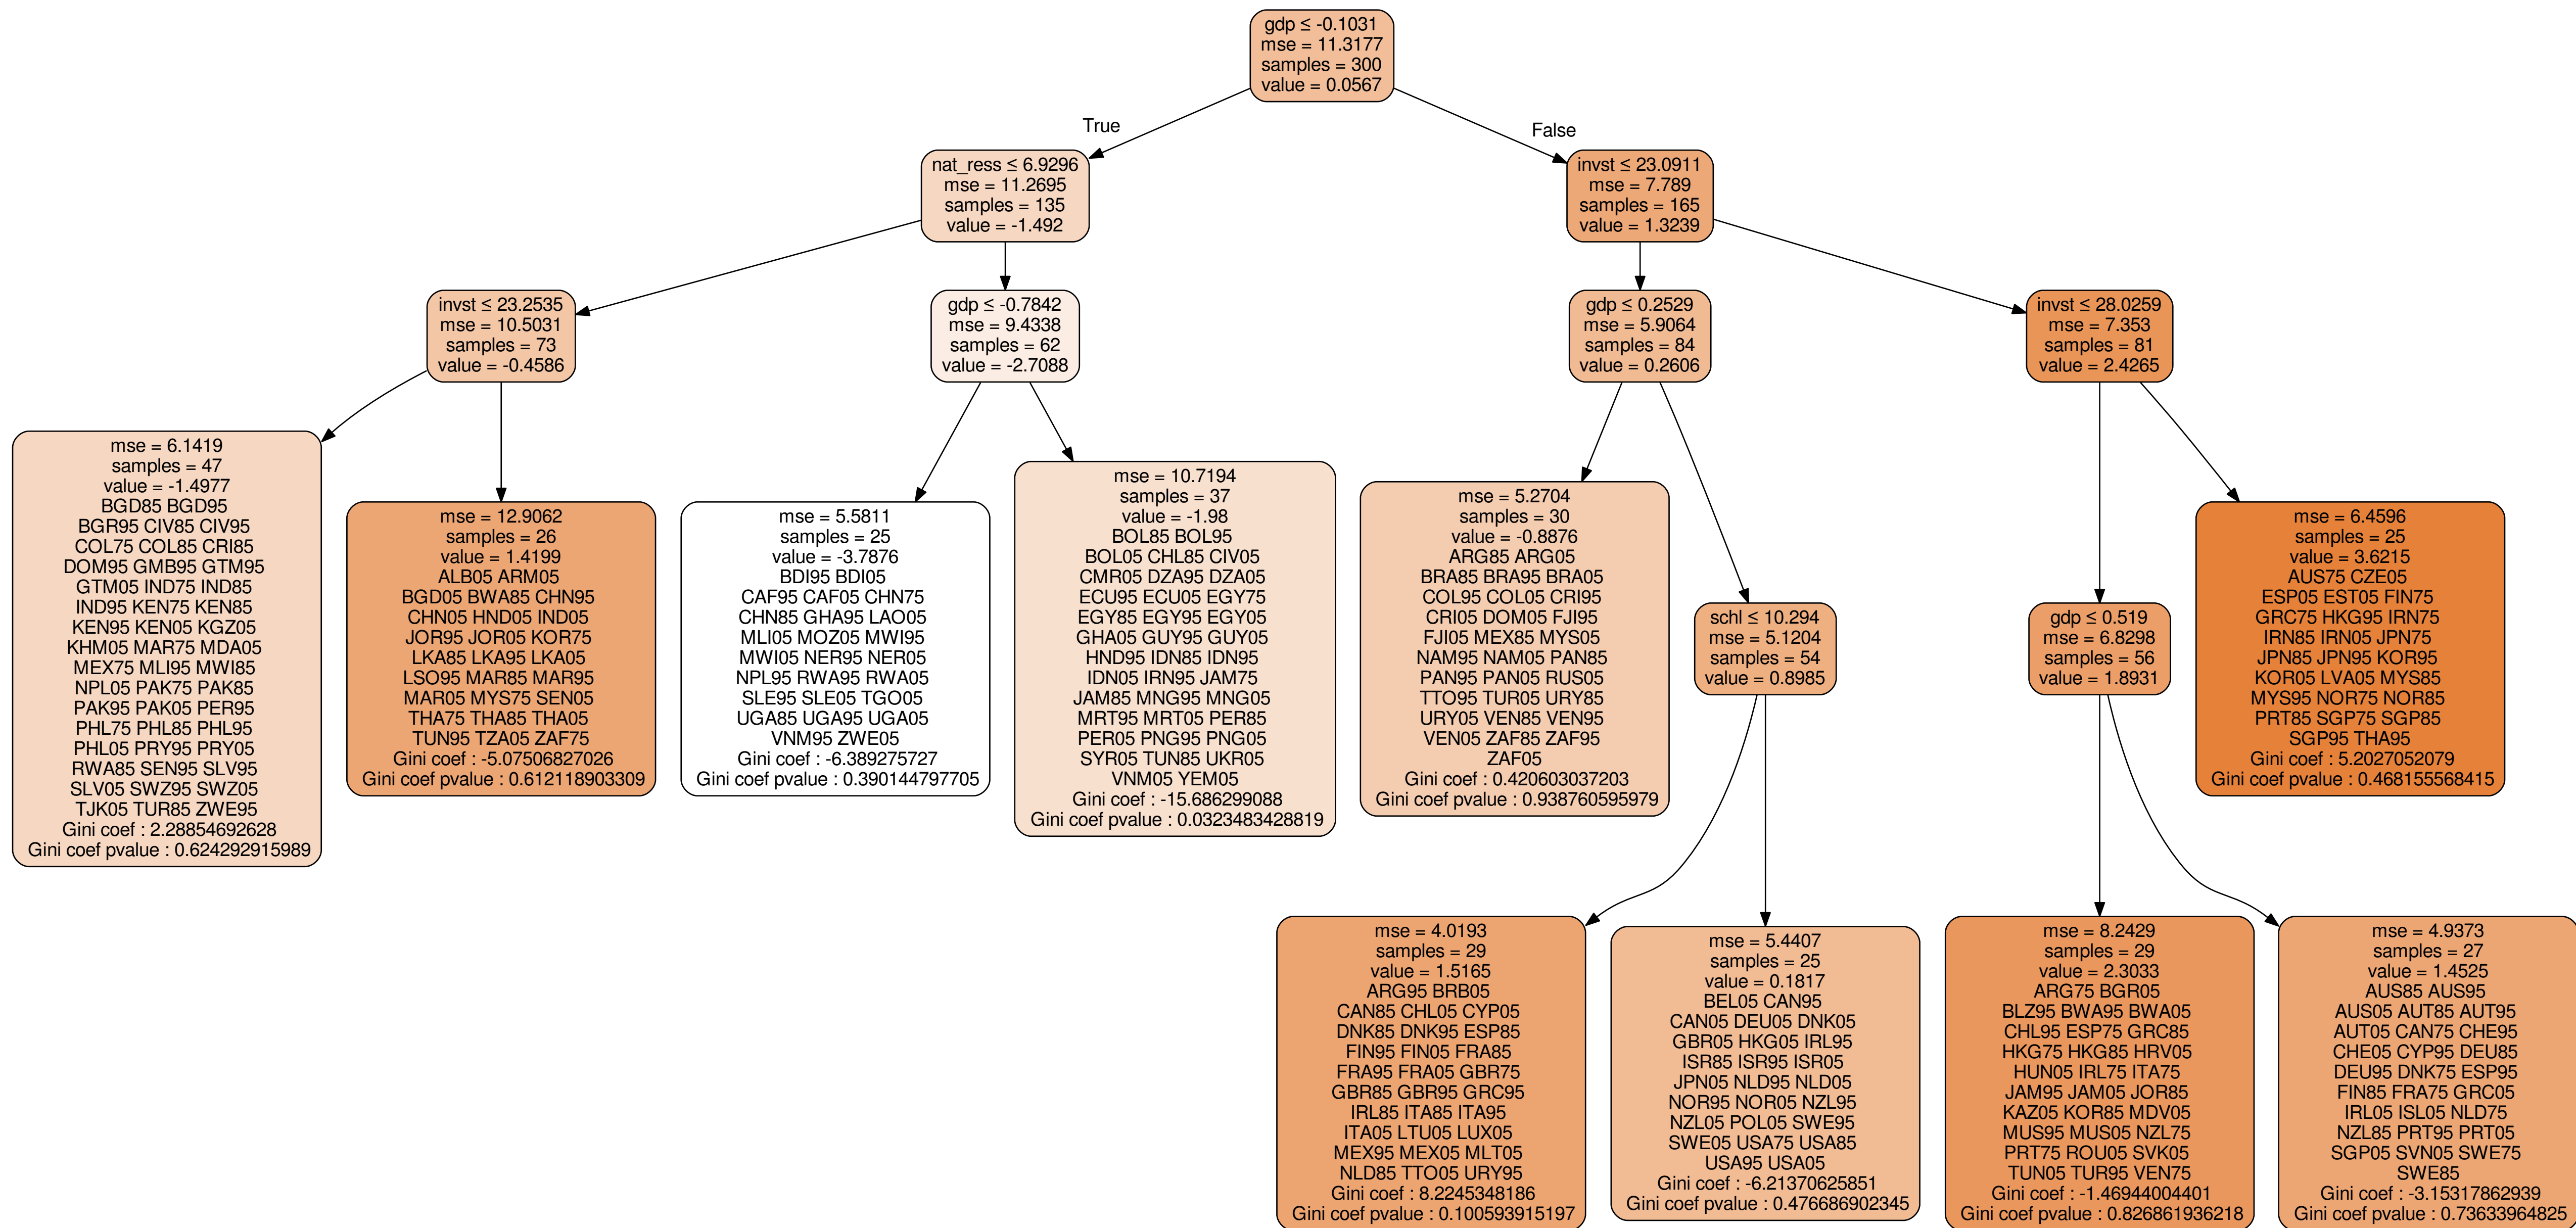 gdp ≤ -0.1031
mse = 11.3177
samples = 300
value = 0.0567
True
False
nat_ress ≤ 6.9296
mse = 11.2695
samples = 135
value = -1.492
invst ≤ 23.0911
mse = 7.789
samples = 165
value = 1.3239
invst ≤ 23.2535
mse = 10.5031
samples = 73
value = -0.4586
gdp ≤ -0.7842
mse = 9.4338
samples = 62
value = -2.7088
gdp ≤ 0.2529
mse = 5.9064
samples = 84
value = 0.2606
invst ≤ 28.0259
mse = 7.353
samples = 81
value = 2.4265
mse = 6.1419
samples = 47
value = -1.4977
BGD85 BGD95
BGR95 CIV85 CIV95
COL75 COL85 CRI85
DOM95 GMB95 GTM95
GTM05 IND75 IND85
IND95 KEN75 KEN85
KEN95 KEN05 KGZ05
KHM05 MAR75 MDA05
MEX75 MLI95 MWI85
NPL05 PAK75 PAK85
PAK95 PAK05 PER95
PHL75 PHL85 PHL95
PHL05 PRY95 PRY05
RWA85 SEN95 SLV95
SLV05 SWZ95 SWZ05
TJK05 TUR85 ZWE95
Gini coef : 2.28854692628
Gini coef pvalue : 0.624292915989
mse = 12.9062
samples = 26
value = 1.4199
ALB05 ARM05
BGD05 BWA85 CHN95
CHN05 HND05 IND05
JOR95 JOR05 KOR75
LKA85 LKA95 LKA05
LSO95 MAR85 MAR95
MAR05 MYS75 SEN05
THA75 THA85 THA05
TUN95 TZA05 ZAF75
Gini coef : -5.07506827026
Gini coef pvalue : 0.612118903309
mse = 5.5811
samples = 25
value = -3.7876
BDI95 BDI05
CAF95 CAF05 CHN75
CHN85 GHA95 LAO05
MLI05 MOZ05 MWI95
MWI05 NER95 NER05
NPL95 RWA95 RWA05
SLE95 SLE05 TGO05
UGA85 UGA95 UGA05
VNM95 ZWE05
Gini coef : -6.389275727
Gini coef pvalue : 0.390144797705
mse = 10.7194
samples = 37
value = -1.98
BOL85 BOL95
BOL05 CHL85 CIV05
CMR05 DZA95 DZA05
ECU95 ECU05 EGY75
EGY85 EGY95 EGY05
GHA05 GUY95 GUY05
HND95 IDN85 IDN95
IDN05 IRN95 JAM75
JAM85 MNG95 MNG05
MRT95 MRT05 PER85
PER05 PNG95 PNG05
SYR05 TUN85 UKR05
VNM05 YEM05
Gini coef : -15.686299088
Gini coef pvalue : 0.0323483428819
mse = 5.2704
samples = 30
value = -0.8876
ARG85 ARG05
BRA85 BRA95 BRA05
COL95 COL05 CRI95
CRI05 DOM05 FJI95
FJI05 MEX85 MYS05
NAM95 NAM05 PAN85
PAN95 PAN05 RUS05
TTO95 TUR05 URY85
URY05 VEN85 VEN95
VEN05 ZAF85 ZAF95
ZAF05
Gini coef : 0.420603037203
Gini coef pvalue : 0.938760595979
schl ≤ 10.294
mse = 5.1204
samples = 54
value = 0.8985
gdp ≤ 0.519
mse = 6.8298
samples = 56
value = 1.8931
mse = 6.4596
samples = 25
value = 3.6215
AUS75 CZE05
ESP05 EST05 FIN75
GRC75 HKG95 IRN75
IRN85 IRN05 JPN75
JPN85 JPN95 KOR95
KOR05 LVA05 MYS85
MYS95 NOR75 NOR85
PRT85 SGP75 SGP85
SGP95 THA95
Gini coef : 5.2027052079
Gini coef pvalue : 0.468155568415
mse = 4.0193
samples = 29
value = 1.5165
ARG95 BRB05
CAN85 CHL05 CYP05
DNK85 DNK95 ESP85
FIN95 FIN05 FRA85
FRA95 FRA05 GBR75
GBR85 GBR95 GRC95
IRL85 ITA85 ITA95
ITA05 LTU05 LUX05
MEX95 MEX05 MLT05
NLD85 TTO05 URY95
Gini coef : 8.2245348186
Gini coef pvalue : 0.100593915197
mse = 5.4407
samples = 25
value = 0.1817
BEL05 CAN95
CAN05 DEU05 DNK05
GBR05 HKG05 IRL95
ISR85 ISR95 ISR05
JPN05 NLD95 NLD05
NOR95 NOR05 NZL95
NZL05 POL05 SWE95
SWE05 USA75 USA85
USA95 USA05
Gini coef : -6.21370625851
Gini coef pvalue : 0.476686902345
mse = 8.2429
samples = 29
value = 2.3033
ARG75 BGR05
BLZ95 BWA95 BWA05
CHL95 ESP75 GRC85
HKG75 HKG85 HRV05
HUN05 IRL75 ITA75
JAM95 JAM05 JOR85
KAZ05 KOR85 MDV05
MUS95 MUS05 NZL75
PRT75 ROU05 SVK05
TUN05 TUR95 VEN75
Gini coef : -1.46944004401
Gini coef pvalue : 0.826861936218
mse = 4.9373
samples = 27
value = 1.4525
AUS85 AUS95
AUS05 AUT85 AUT95
AUT05 CAN75 CHE95
CHE05 CYP95 DEU85
DEU95 DNK75 ESP95
FIN85 FRA75 GRC05
IRL05 ISL05 NLD75
NZL85 PRT95 PRT05
SGP05 SVN05 SWE75
SWE85
Gini coef : -3.15317862939
Gini coef pvalue : 0.73633964825